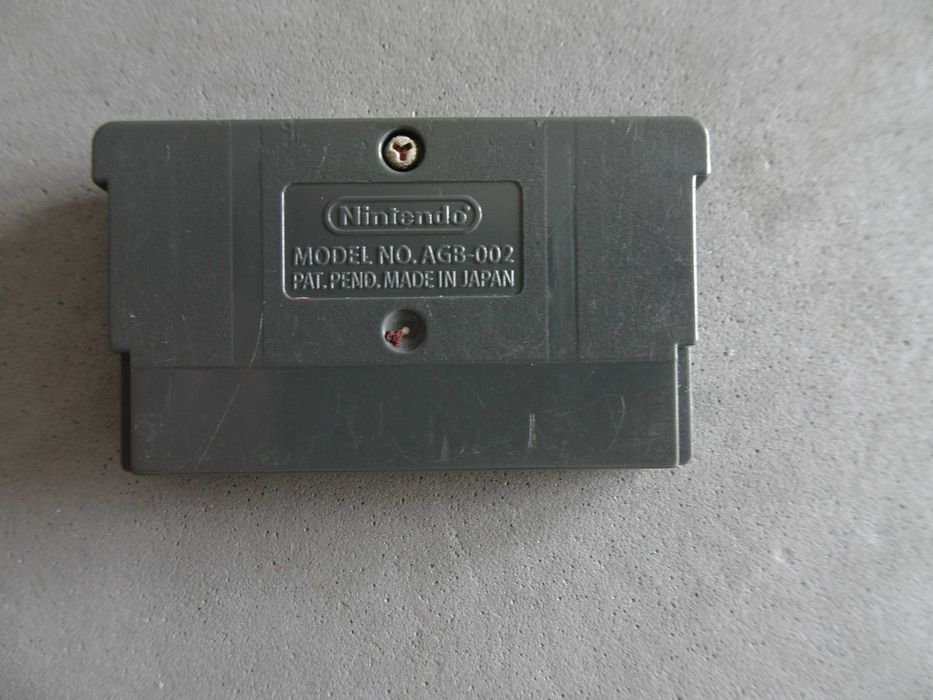 Nintendo
MODEL NO. AGB-002
PAT. PEND. MADE IN JAPAN